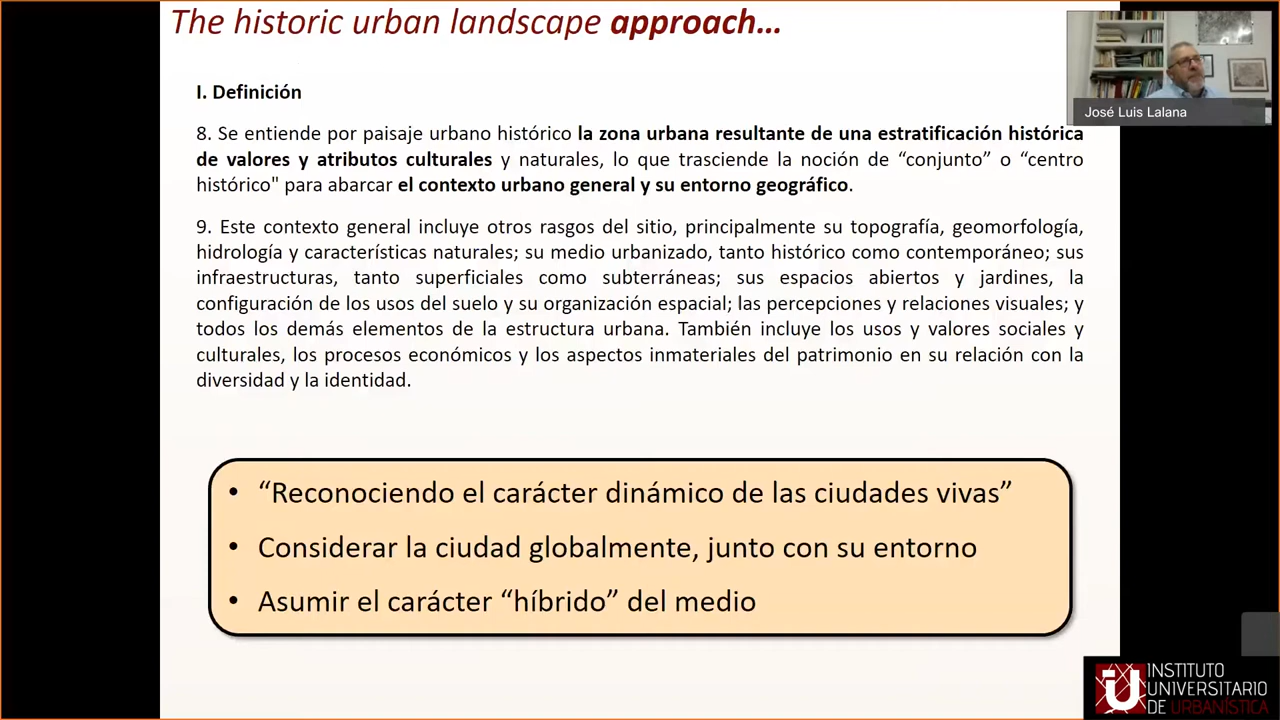 The historic urban landscape approach...
José Luis Lalana
I. Definición
8. Se entiende por paisaje urbano histórico la zona urbana resultante de una estratificación histórica
de valores y atributos culturales y naturales, lo que trasciende la noción de “conjunto” o “centro
histórico" para abarcar el contexto urbano general y su entorno geográfico.
9. Este contexto general incluye otros rasgos del sitio, principalmente su topografía, geomorfología,
hidrología y características naturales; su medio urbanizado, tanto histórico como contemporáneo; sus
infraestructuras, tanto superficiales como subterráneas; sus espacios abiertos y jardines, la
configuración de los usos del suelo y su organización espacial; las percepciones y relaciones visuales; y
todos los demás elementos de la estructura urbana. También incluye los usos y valores sociales y
culturales, los procesos económicos y los aspectos inmateriales del patrimonio en su relación con la
diversidad y la identidad.
• “Reconociendo el carácter dinámico de las ciudades vivas”
• Considerar la ciudad globalmente, junto con su entorno
• Asumir el carácter “híbrido” del medio
INSTITUTO
UNIVERSITARIO
DE URBANÍSTICA